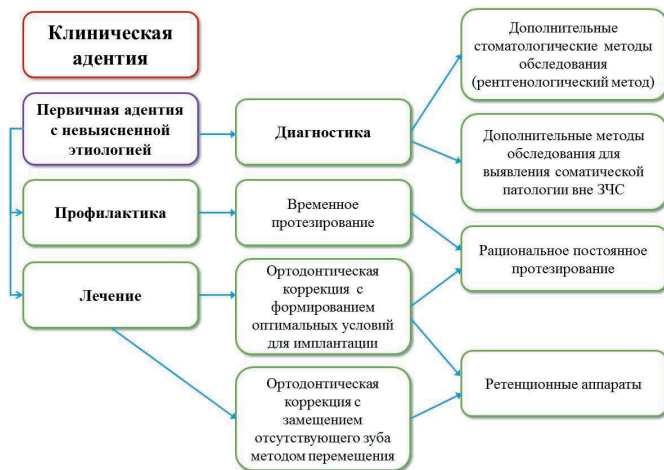 Клиническая
адентия
Дополнительные
стоматологические методы
обследования
(рентгенологический метод)
Первичная адентия
с невыясненной
этиологией
Диагностика
Дополнительные методы
обследования для
выявления соматической
патологии вне ЗЧС
Профилактика
Временное
протезирование
Рациональное постоянное
протезирование
Лечение
Ортодонтическая
коррекция с
формированием
оптимальных условий
для имплантации
Ортодонтическая
коррекция с
замещением
отсутствующего зуба
методом перемещения
Ретенционные аппараты